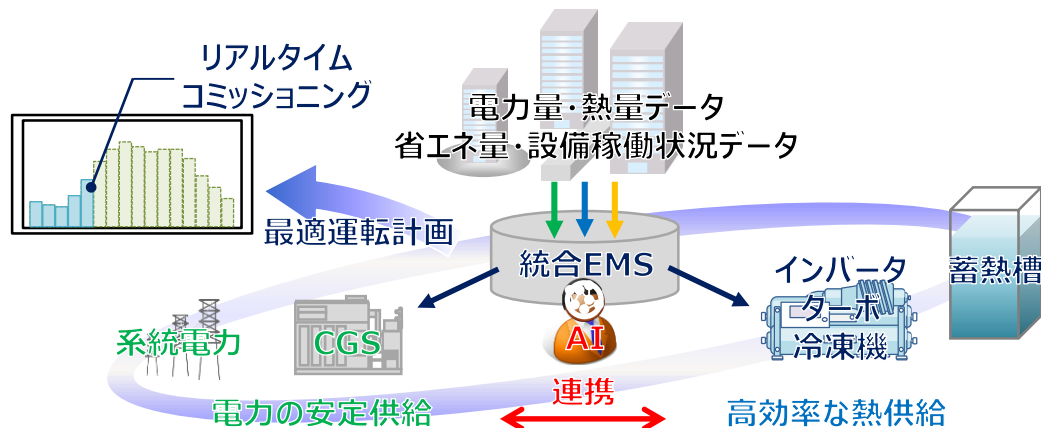 リアルタイム
コミッショニング
電力量・熱量データ
省エネ量・設備稼働状況データ
最適運転計画
統合EMS
蓄熱槽
インバータ
ターボ
冷凍機
系統電力
CGS
AI
連携
電力の安定供給
高効率な熱供給